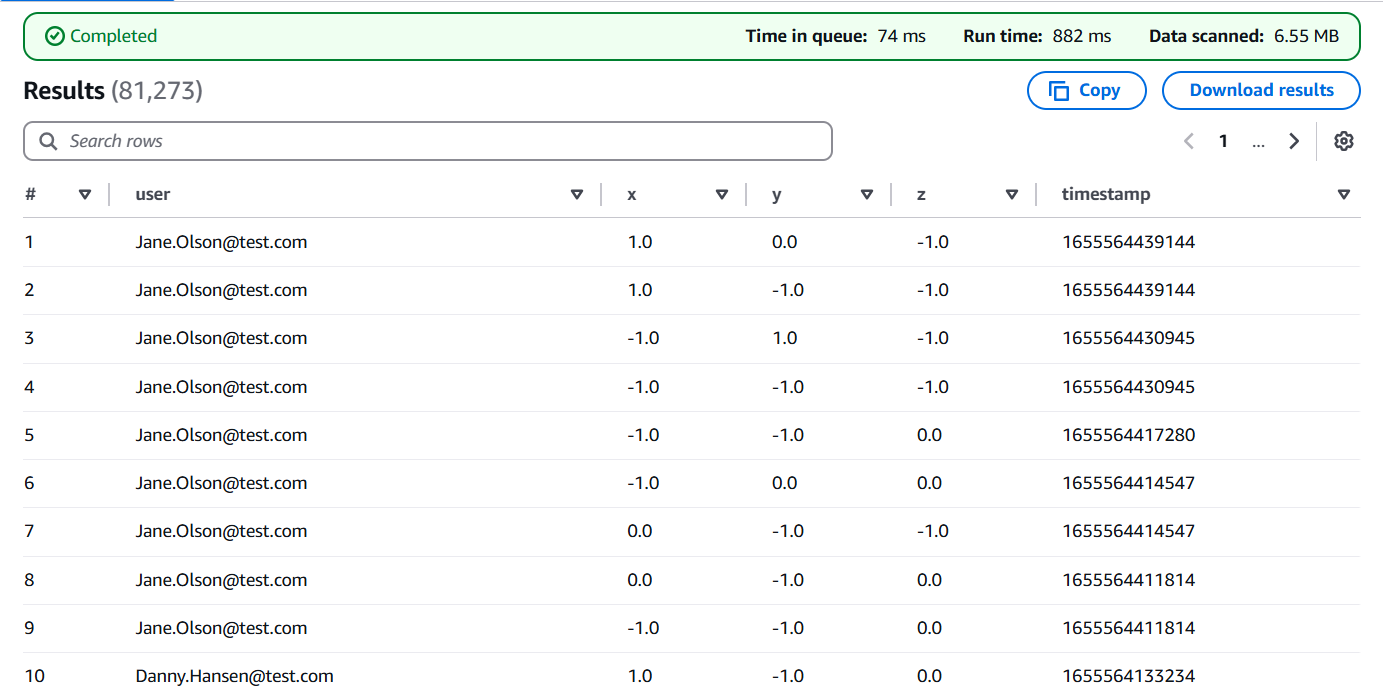 Completed Time in queue: 74 ms Run time: 882 ms Data scanned: 6.55 MB
Results (81,273) Copy Download results
Search rows 1 ...
# user x y z timestamp
1 Jane.Olson@test.com 1.0 0.0 -1.0 1655564439144
2 Jane.Olson@test.com 1.0 -1.0 -1.0 1655564439144
3 Jane.Olson@test.com -1.0 1.0 -1.0 1655564430945
4 Jane.Olson@test.com -1.0 -1.0 -1.0 1655564430945
5 Jane.Olson@test.com -1.0 -1.0 0.0 1655564417280
6 Jane.Olson@test.com -1.0 0.0 0.0 1655564414547
7 Jane.Olson@test.com 0.0 -1.0 -1.0 1655564414547
8 Jane.Olson@test.com 0.0 -1.0 0.0 1655564411814
9 Jane.Olson@test.com -1.0 -1.0 0.0 1655564411814
10 Danny.Hansen@test.com 1.0 -1.0 0.0 1655564133234